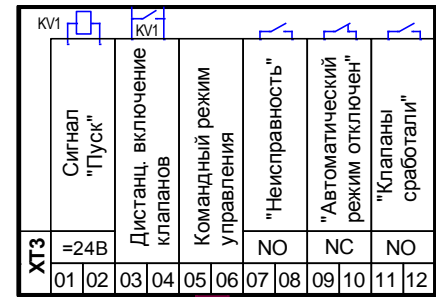 KV1
KV1
Сигнал
"Пуск"
Дистанц. включение
клапанов
Командный режим
управления
"Неисправность"
"Автоматический
режим отключен"
"Клапаны
сработали"
XT3
=24В
NO
NC
NO
01 02 03 04 05 06 07 08 09 10 11 12